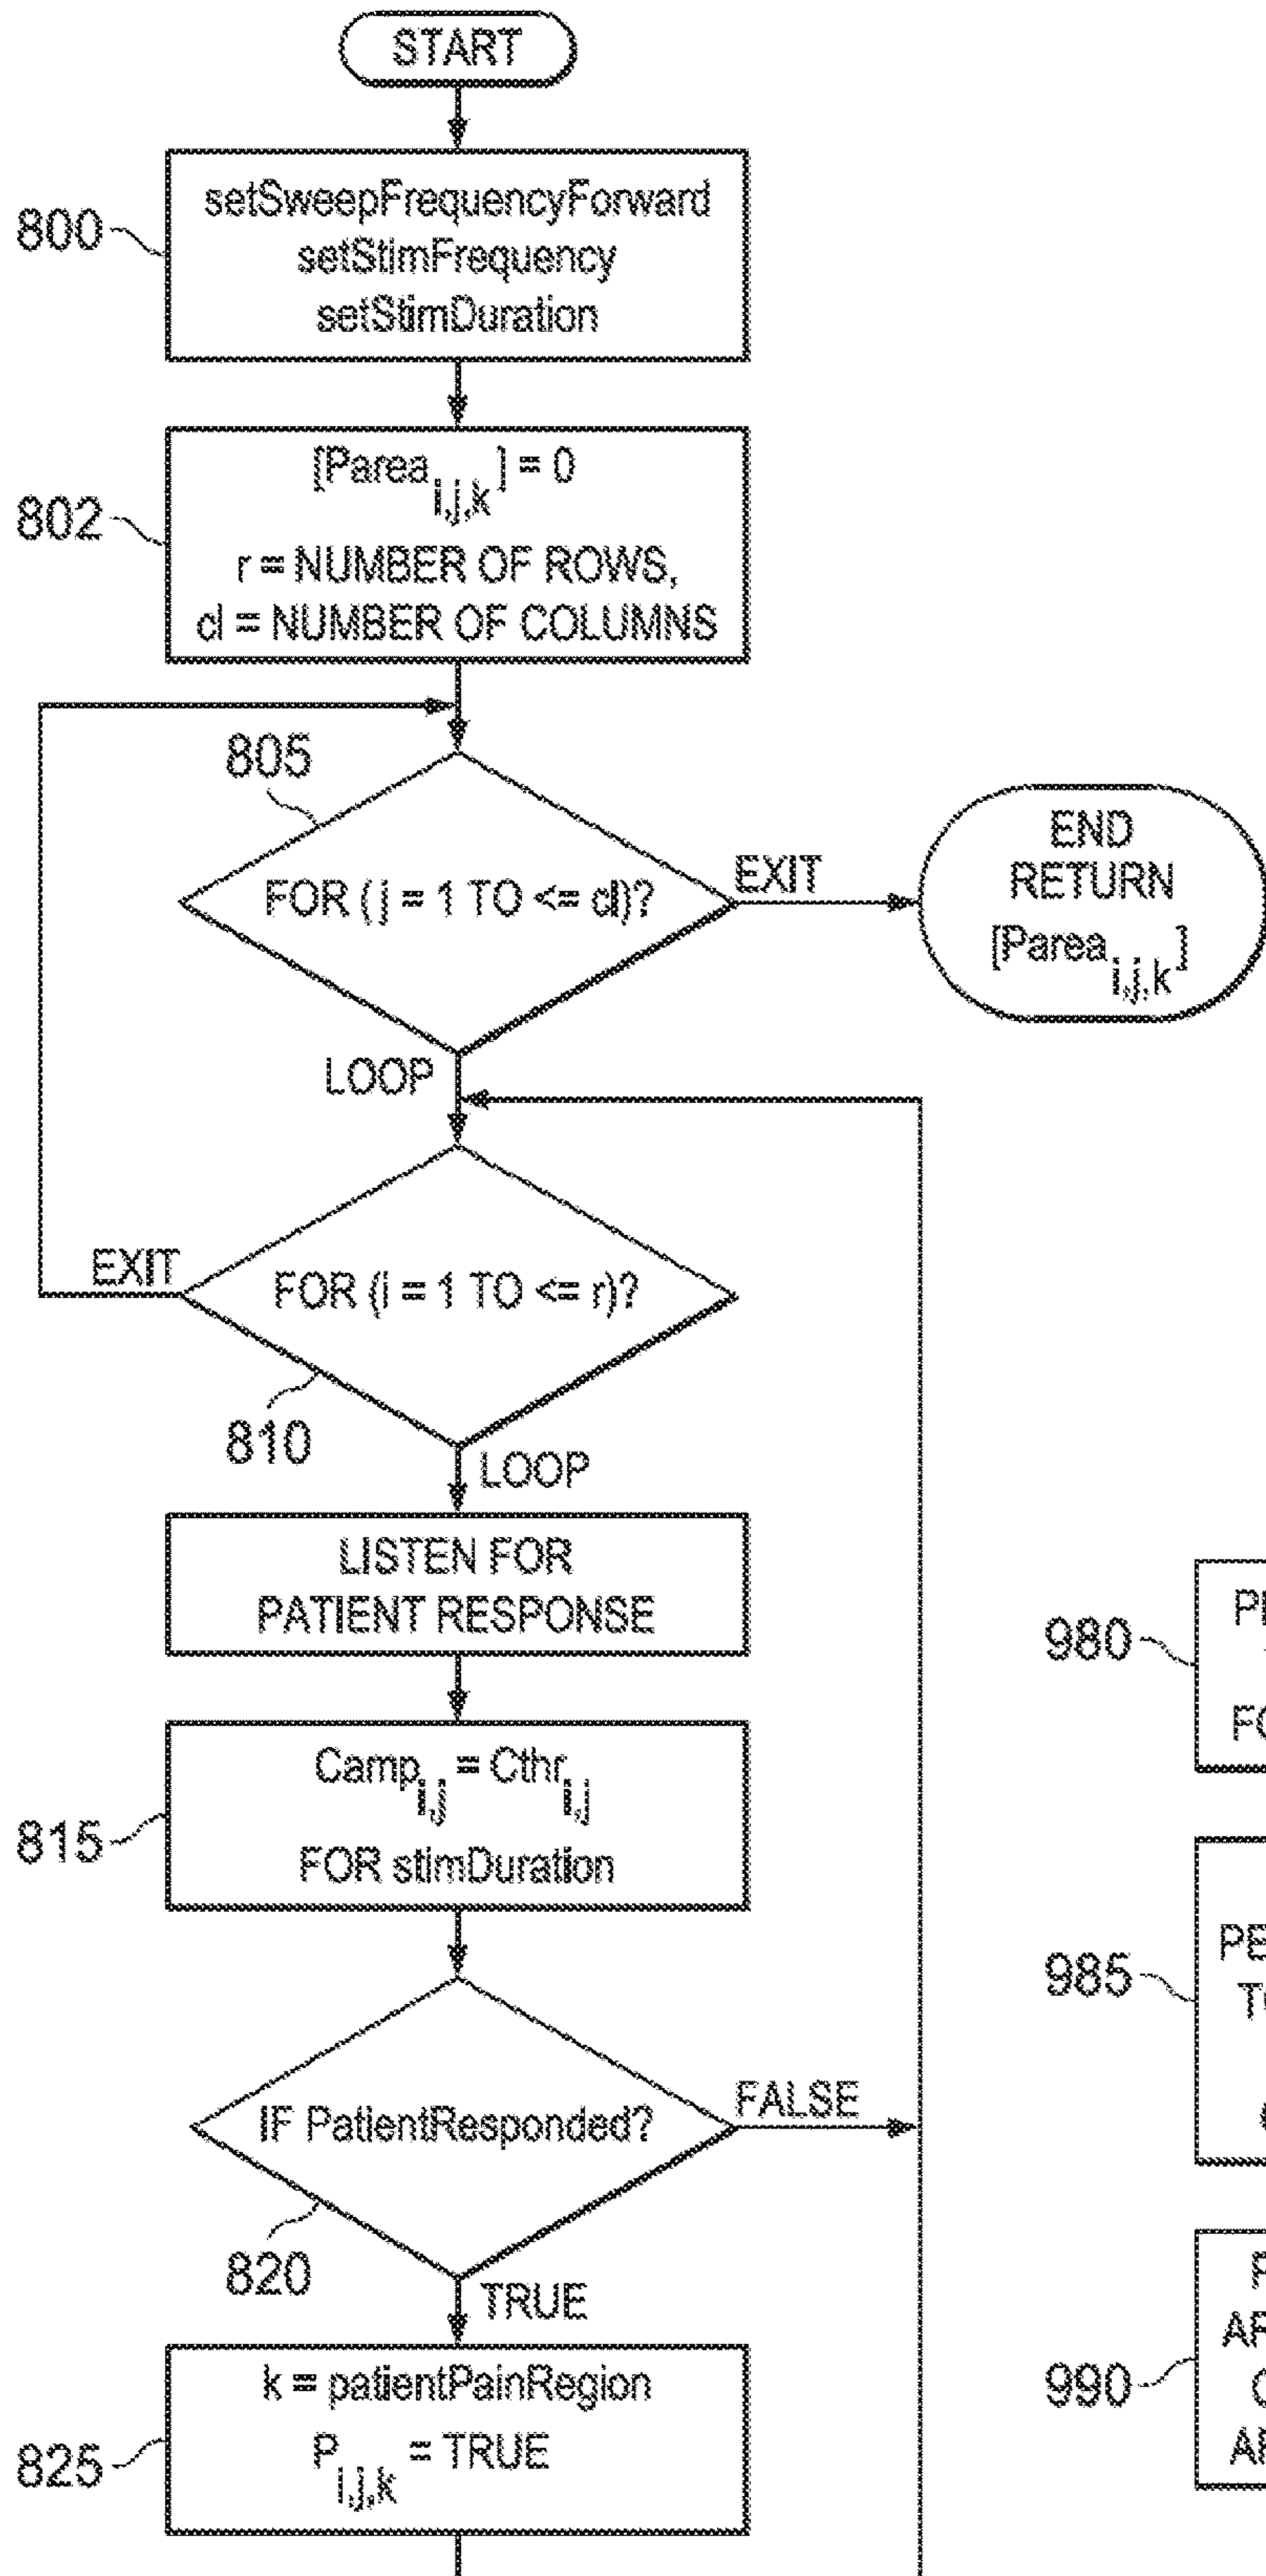 START
800
setSweepFrequencyForward
setStimFrequency
setStimDuration
802
[Parea i,j,k] = 0
r = NUMBER OF ROWS,
cl = NUMBER OF COLUMNS
805
FOR (j = 1 TO <= cl)?
EXIT
END
RETURN
[Parea i,j,k]
LOOP
EXIT
FOR (i = 1 TO <= r)?
810
LOOP
LISTEN FOR
PATIENT RESPONSE
815
Camp i,j = Cthr i,j
FOR stimDuration
IF PatientResponded?
FALSE
820
TRUE
825
k = patientPainRegion
P i,j,k = TRUE
980
985
990